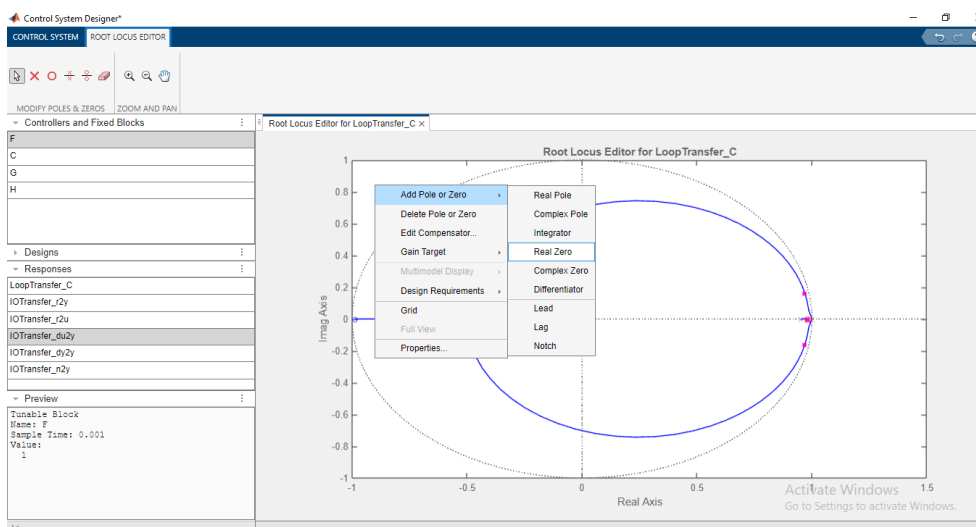 Control System Designer*
CONTROL SYSTEM
ROOT LOCUS EDITOR
MODIFY POLES & ZEROS
ZOOM AND PAN
Controllers and Fixed Blocks
F
C
G
H
Designs
Responses
LoopTransfer_C
IOTransfer_r2y
IOTransfer_r2u
IOTransfer_du2y
IOTransfer_dy2y
IOTransfer_n2y
Preview
Tunable Block
Name: F
Sample Time: 0.001
Value:
1
Root Locus Editor for LoopTransfer_C
Root Locus Editor for LoopTransfer_C
1
0.8
0.6
0.4
0.2
0
-0.2
-0.4
-0.6
-0.8
-1
Imag Axis
Add Pole or Zero
Delete Pole or Zero
Edit Compensator...
Gain Target
Multimodel Display
Design Requirements
Grid
Full View
Properties...
Real Pole
Complex Pole
Integrator
Real Zero
Complex Zero
Differentiator
Lead
Lag
Notch
-1
-0.5
0
0.5
1
1.5
Real Axis
Activate Windows
Go to Settings to activate Windows.